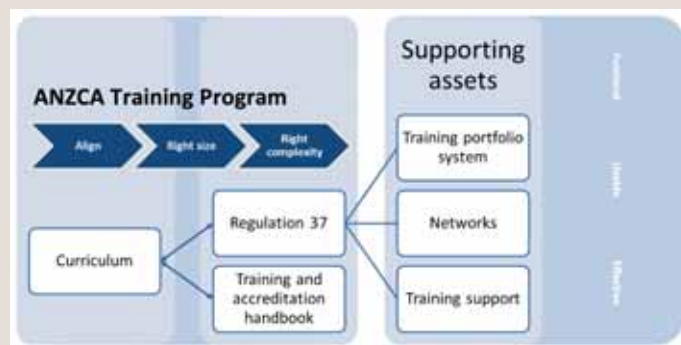 ANZCA Training Program
Align
Right size
Right
complexity
Curriculum
Regulation 37
Training and
accreditation
handbook
Supporting
assets
Training portfolio
system
Networks
Training support
Effective